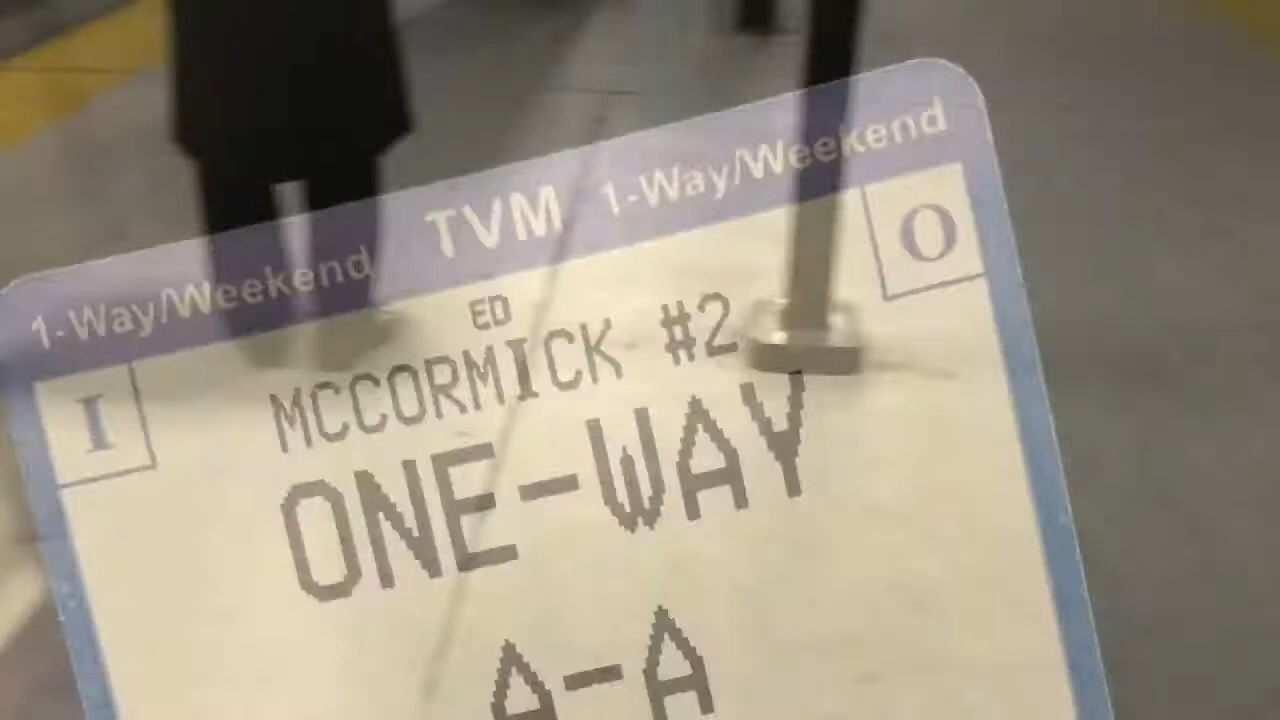 1-Way/Weekend TVM 1-Way/Weekend
I O
ED
MCCORMICK #2
ONE-WAY
A-A